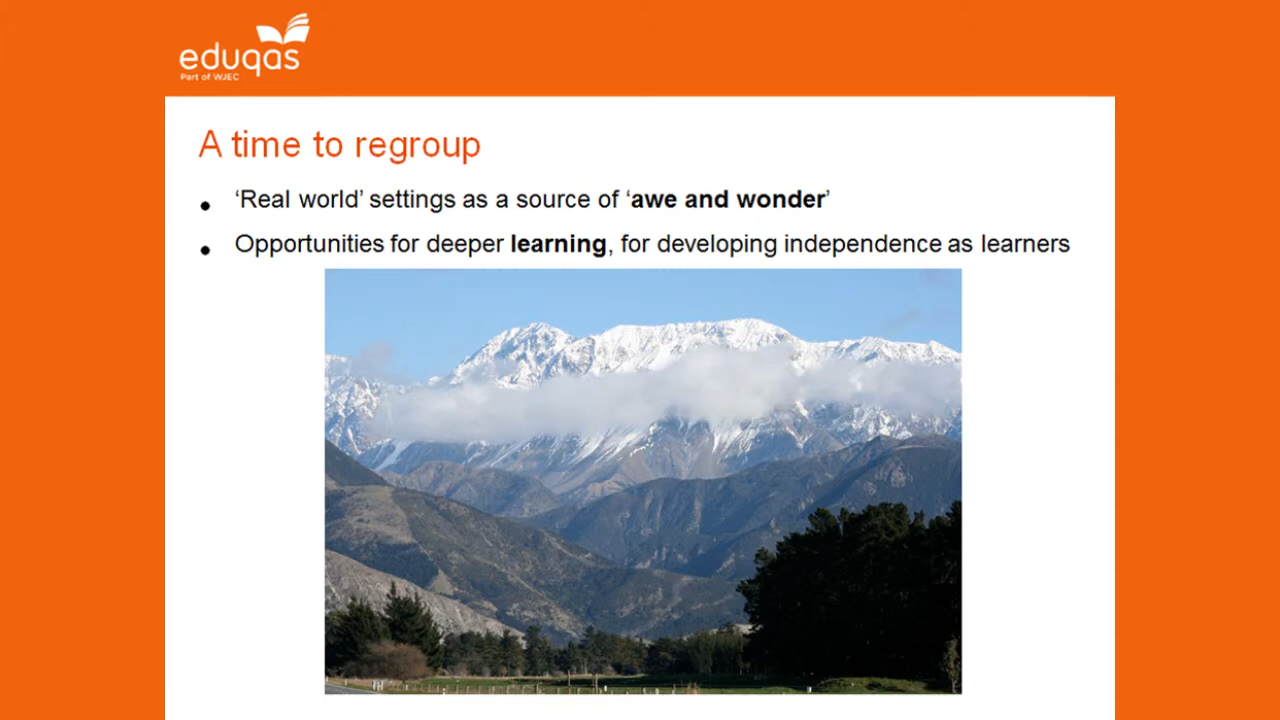 eduqas
Part of WJEC
A time to regroup
• ‘Real world’ settings as a source of ‘awe and wonder’
• Opportunities for deeper learning, for developing independence as learners